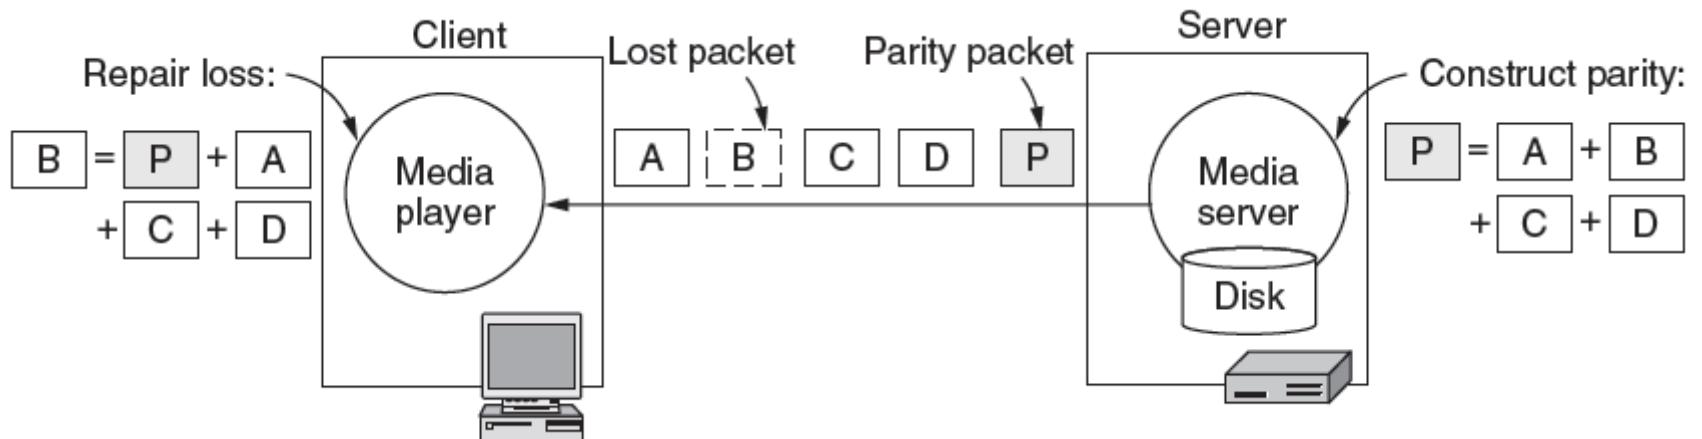 Client
Server
Repair loss:
Lost packet
Parity packet
Construct parity:
B = P + A
+ C + D
Media
player
A B C D P
Media
server
Disk
P = A + B
+ C + D